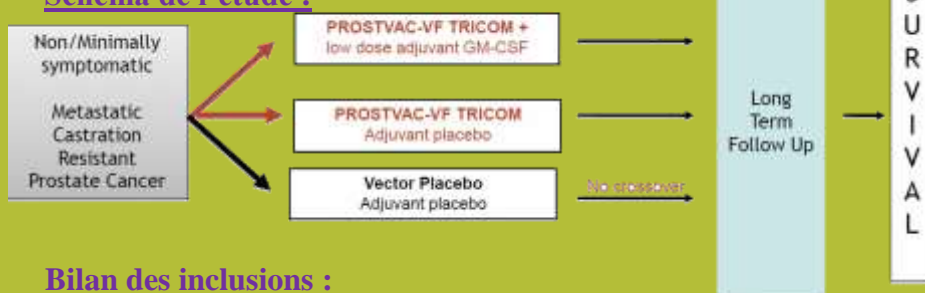 Schéma de l'étude :
Non/Minimally
symptomatic
Metastatic
Castration
Resistant
Prostate Cancer
PROSTVAC-VF TRICOM +
low dose adjuvant GM-CSF
PROSTVAC-VF TRICOM
Adjuvant placebo
Vector Placebo
Adjuvant placebo
No crossover
Long
Term
Follow Up
U
R
V
I
V
A
L
Bilan des inclusions :